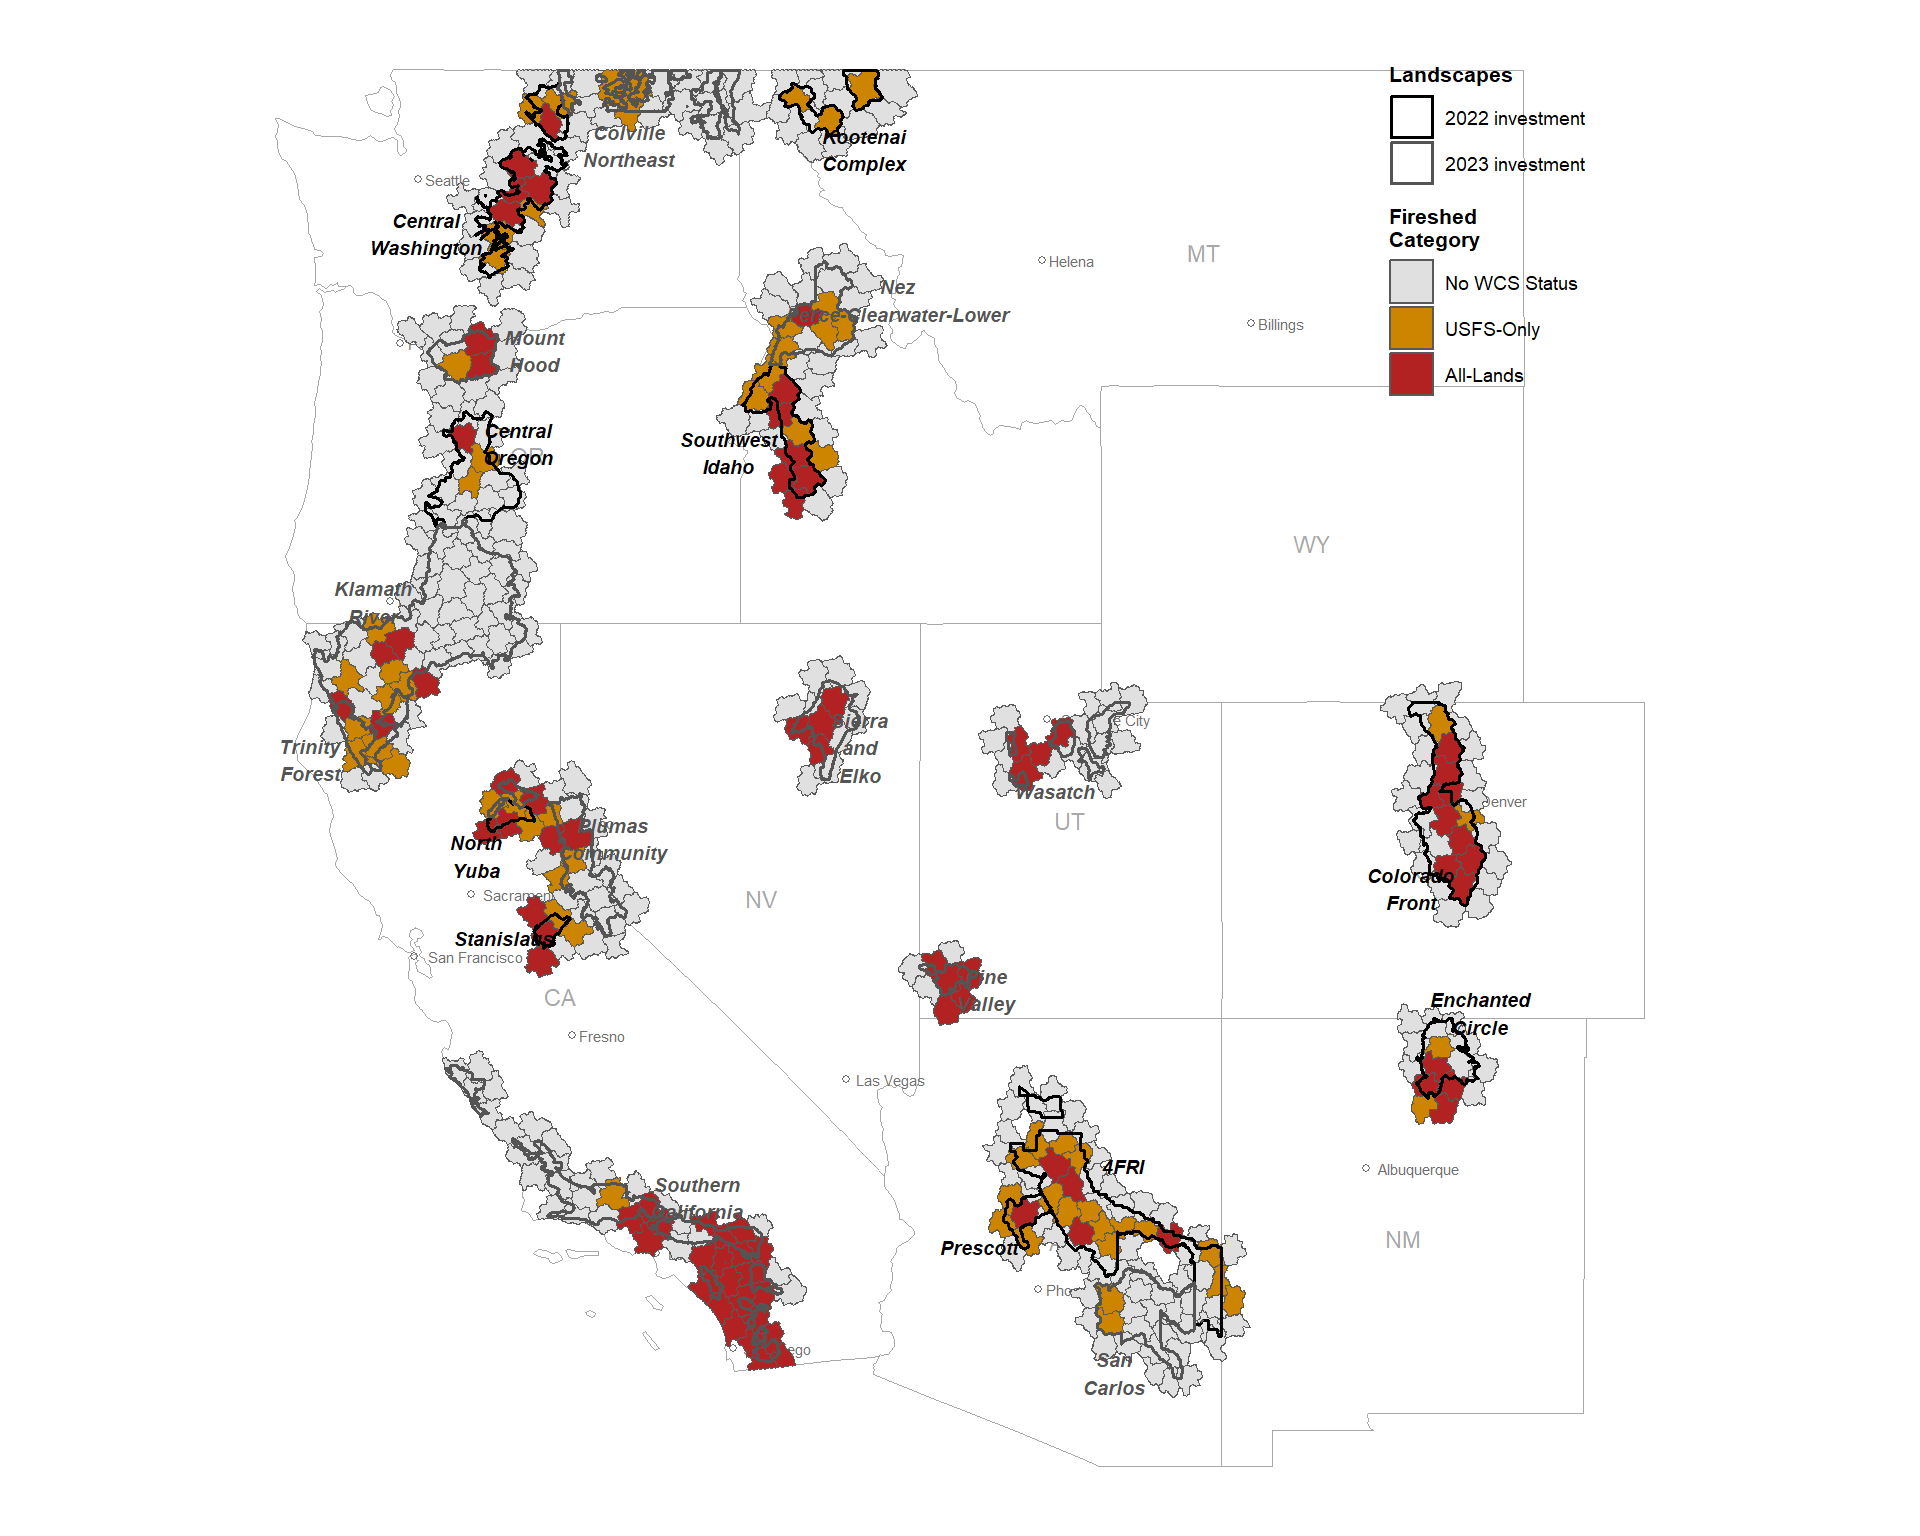 Landscapes
2022 investment
2023 investment
Fireshed
Category
No WCS Status
USFS-Only
All-Lands
Colville
Northeast
Kootenai
Complex
Seattle
Central
Washington
Helena
MT
Nez
Perce-Clearwater-Lower
Billings
Mount
Hood
Central
Oregon
OR
Southwest
Idaho
WY
Klamath
River
Trinity
Forest
Sierra
and
Elko
City
Wasatch
UT
Denver
Colorado
Front
North
Yuba
Plumas
Community
Sacramen
NV
Stanislaus
San Francisco
CA
Pine
Valley
Enchanted
Circle
Fresno
Las Vegas
4FRI
Albuquerque
Southern
California
Prescott
NM
Pho
San
Carlos
ego